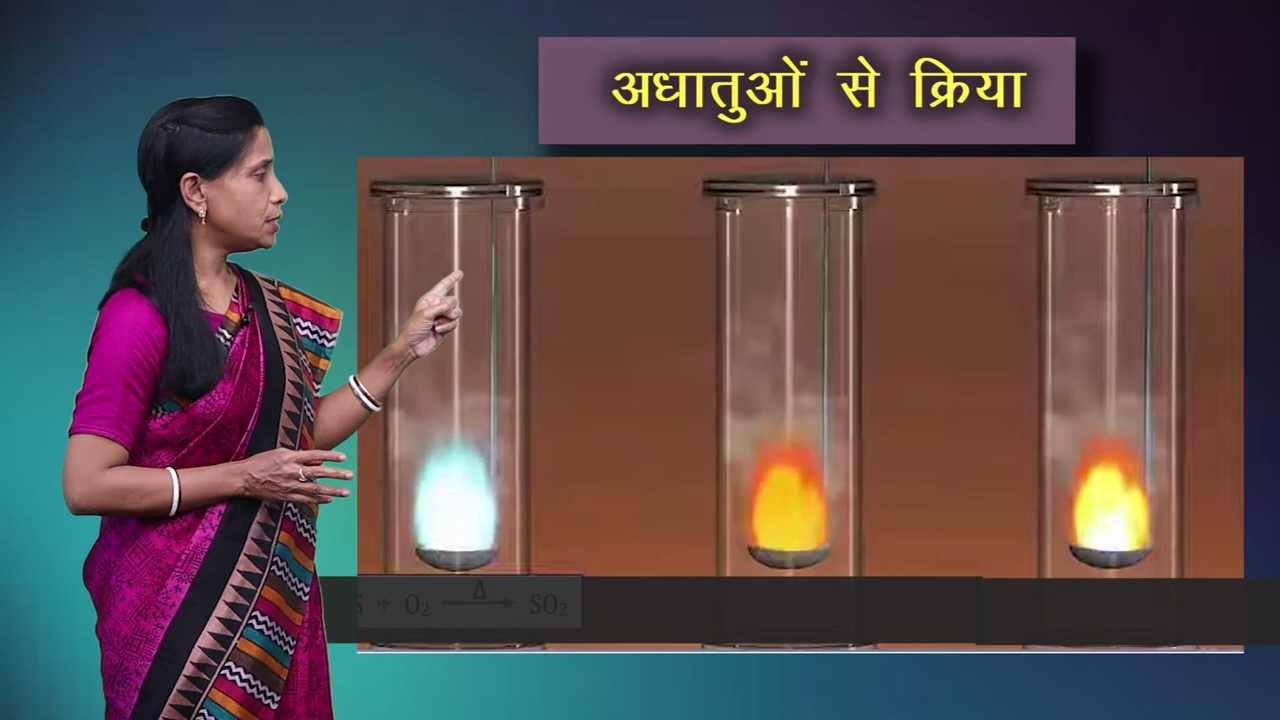 अधातुओं से क्रिया
S + O₂ —Δ→ SO₂